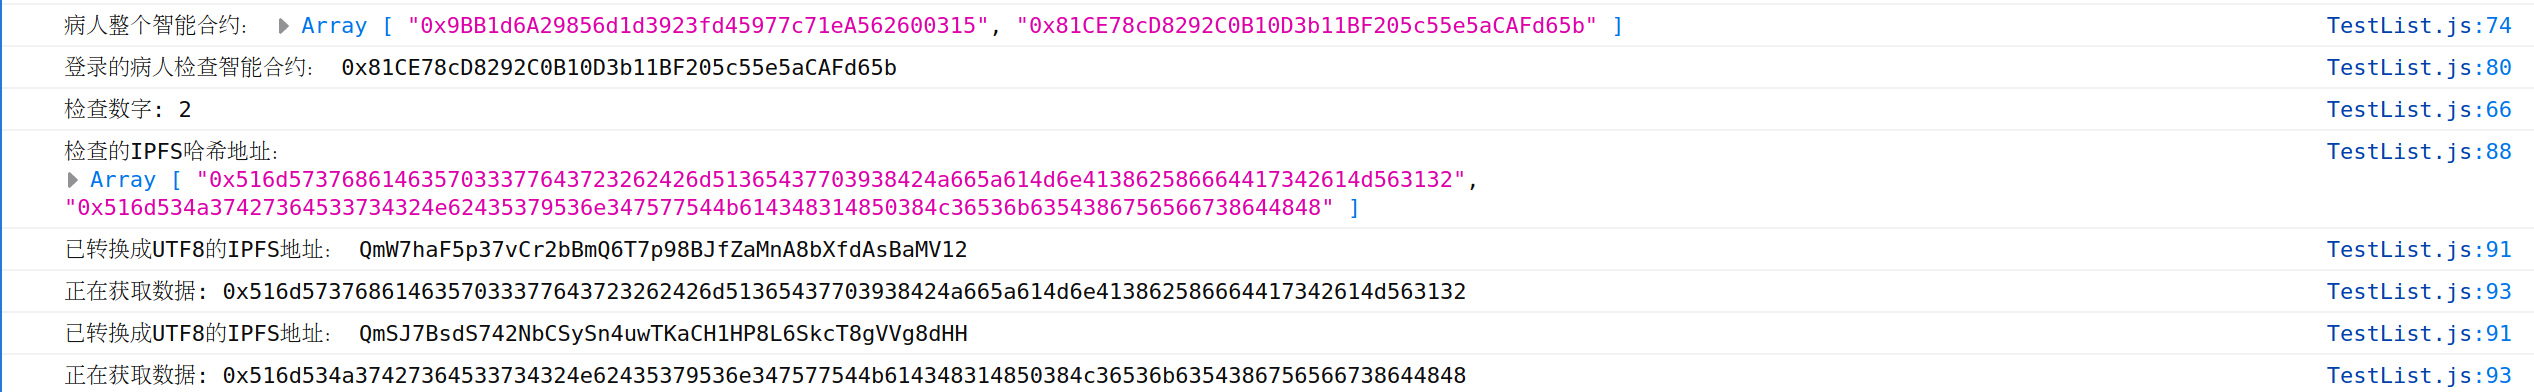 病人整个智能合约： Array [ "0x9BB1d6A29856d1d3923fd45977c71eA562600315", "0x81CE78cD8292C0B10D3b11BF205c55e5aCAFd65b" ] TestList.js:74
登录的病人检查智能合约： 0x81CE78cD8292C0B10D3b11BF205c55e5aCAFd65b TestList.js:80
检查数字: 2 TestList.js:66
检查的IPFS哈希地址： TestList.js:88
Array [ "0x516d5737686146357033377643723262426d51365437703938424a665a614d6e413862586664417342614d563132",
"0x516d534a37427364533734324e62435379536e347577544b614348314850384c36536b6354386756566738644848" ]
已转换成UTF8的IPFS地址： QmW7haF5p37vCr2bBmQ6T7p98BJfZaMnA8bXfdAsBaMV12 TestList.js:91
正在获取数据: 0x516d5737686146357033377643723262426d51365437703938424a665a614d6e413862586664417342614d563132 TestList.js:93
已转换成UTF8的IPFS地址： QmSJ7BsdS742NbCSySn4uwTKaCH1HP8L6SkcT8gVVg8dHH TestList.js:91
正在获取数据: 0x516d534a37427364533734324e62435379536e347577544b614348314850384c36536b6354386756566738644848 TestList.js:93